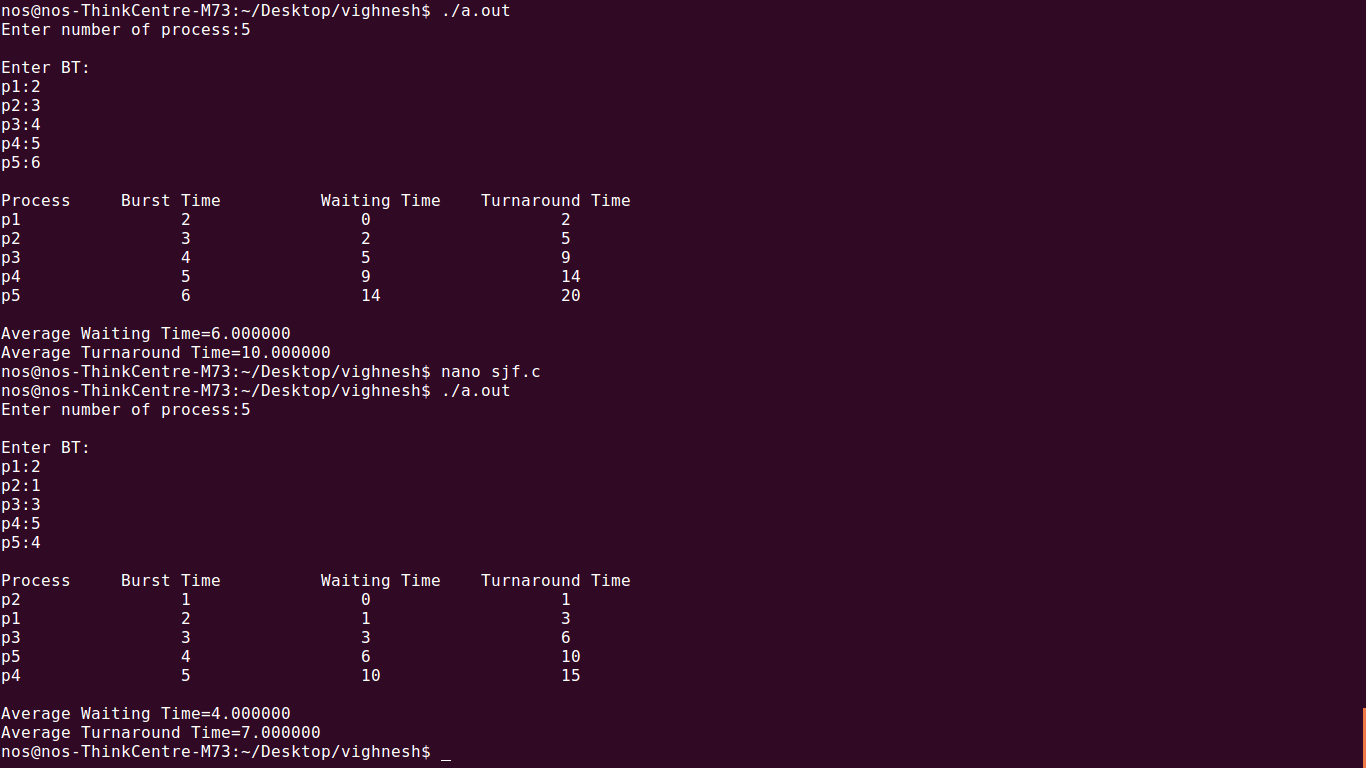 nos@nos-ThinkCentre-M73:~/Desktop/vighnesh$ ./a.out
Enter number of process:5
Enter BT:
p1:2
p2:3
p3:4
p4:5
p5:6
Process     Burst Time          Waiting Time    Turnaround Time
p1                2                 0                   2
p2                3                 2                   5
p3                4                 5                   9
p4                5                 9                   14
p5                6                 14                  20
Average Waiting Time=6.000000
Average Turnaround Time=10.000000
nos@nos-ThinkCentre-M73:~/Desktop/vighnesh$ nano sjf.c
nos@nos-ThinkCentre-M73:~/Desktop/vighnesh$ ./a.out
Enter number of process:5
Enter BT:
p1:2
p2:1
p3:3
p4:5
p5:4
Process     Burst Time          Waiting Time    Turnaround Time
p2                1                 0                   1
p1                2                 1                   3
p3                3                 3                   6
p5                4                 6                   10
p4                5                 10                  15
Average Waiting Time=4.000000
Average Turnaround Time=7.000000
nos@nos-ThinkCentre-M73:~/Desktop/vighnesh$ _